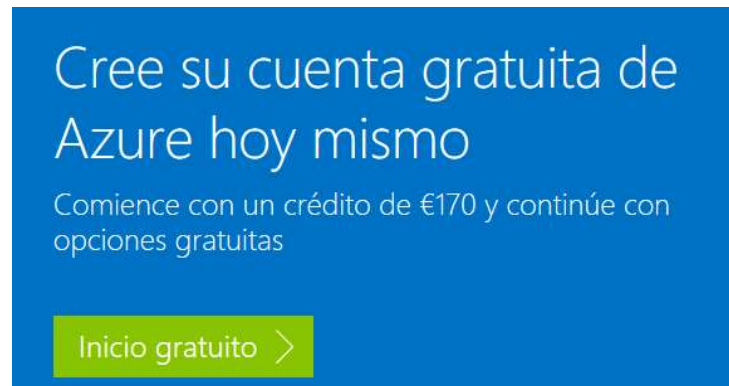 Cree su cuenta gratuita de
Azure hoy mismo
Comience con un crédito de €170 y continúe con
opciones gratuitas
Inicio gratuito